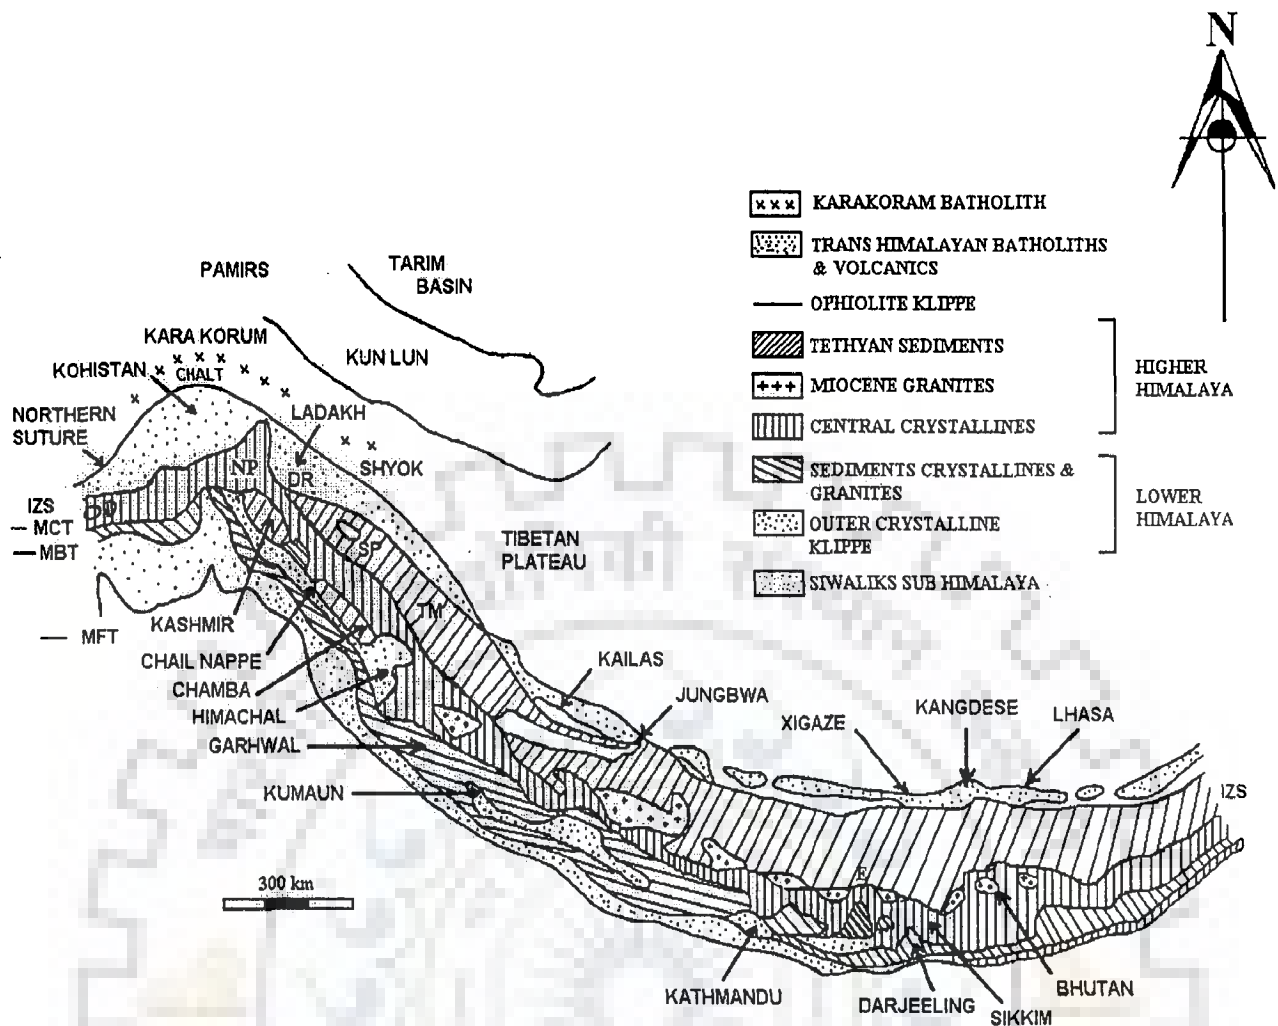 N
KARAKORAM BATHOLITH
TRANS HIMALAYAN BATHOLITHS
& VOLCANICS
OPHIOLITE KLIPPE
TETHYAN SEDIMENTS
MIOCENE GRANITES
CENTRAL CRYSTALLINES
HIGHER
HIMALAYA
SEDIMENTS CRYSTALLINES &
GRANITES
OUTER CRYSTALLINE
KLIPPE
LOWER
HIMALAYA
SIWALIKS SUB HIMALAYA
PAMIRS
TARIM
BASIN
KARA KORUM
KUN LUN
KOHISTAN
CHALT
NORTHERN
SUTURE
LADAKH
SHYOK
NP
DR
IZS
MCT
MBT
MFT
SP
TM
TIBETAN
PLATEAU
KASHMIR
CHAIL NAPPE
CHAMBA
HIMACHAL
GARHWAL
KUMAUN
KAILAS
JUNGBWA
XIGAZE
KANGDESE
LHASA
IZS
300 km
E
KATHMANDU
DARJEELING
SIKKIM
BHUTAN